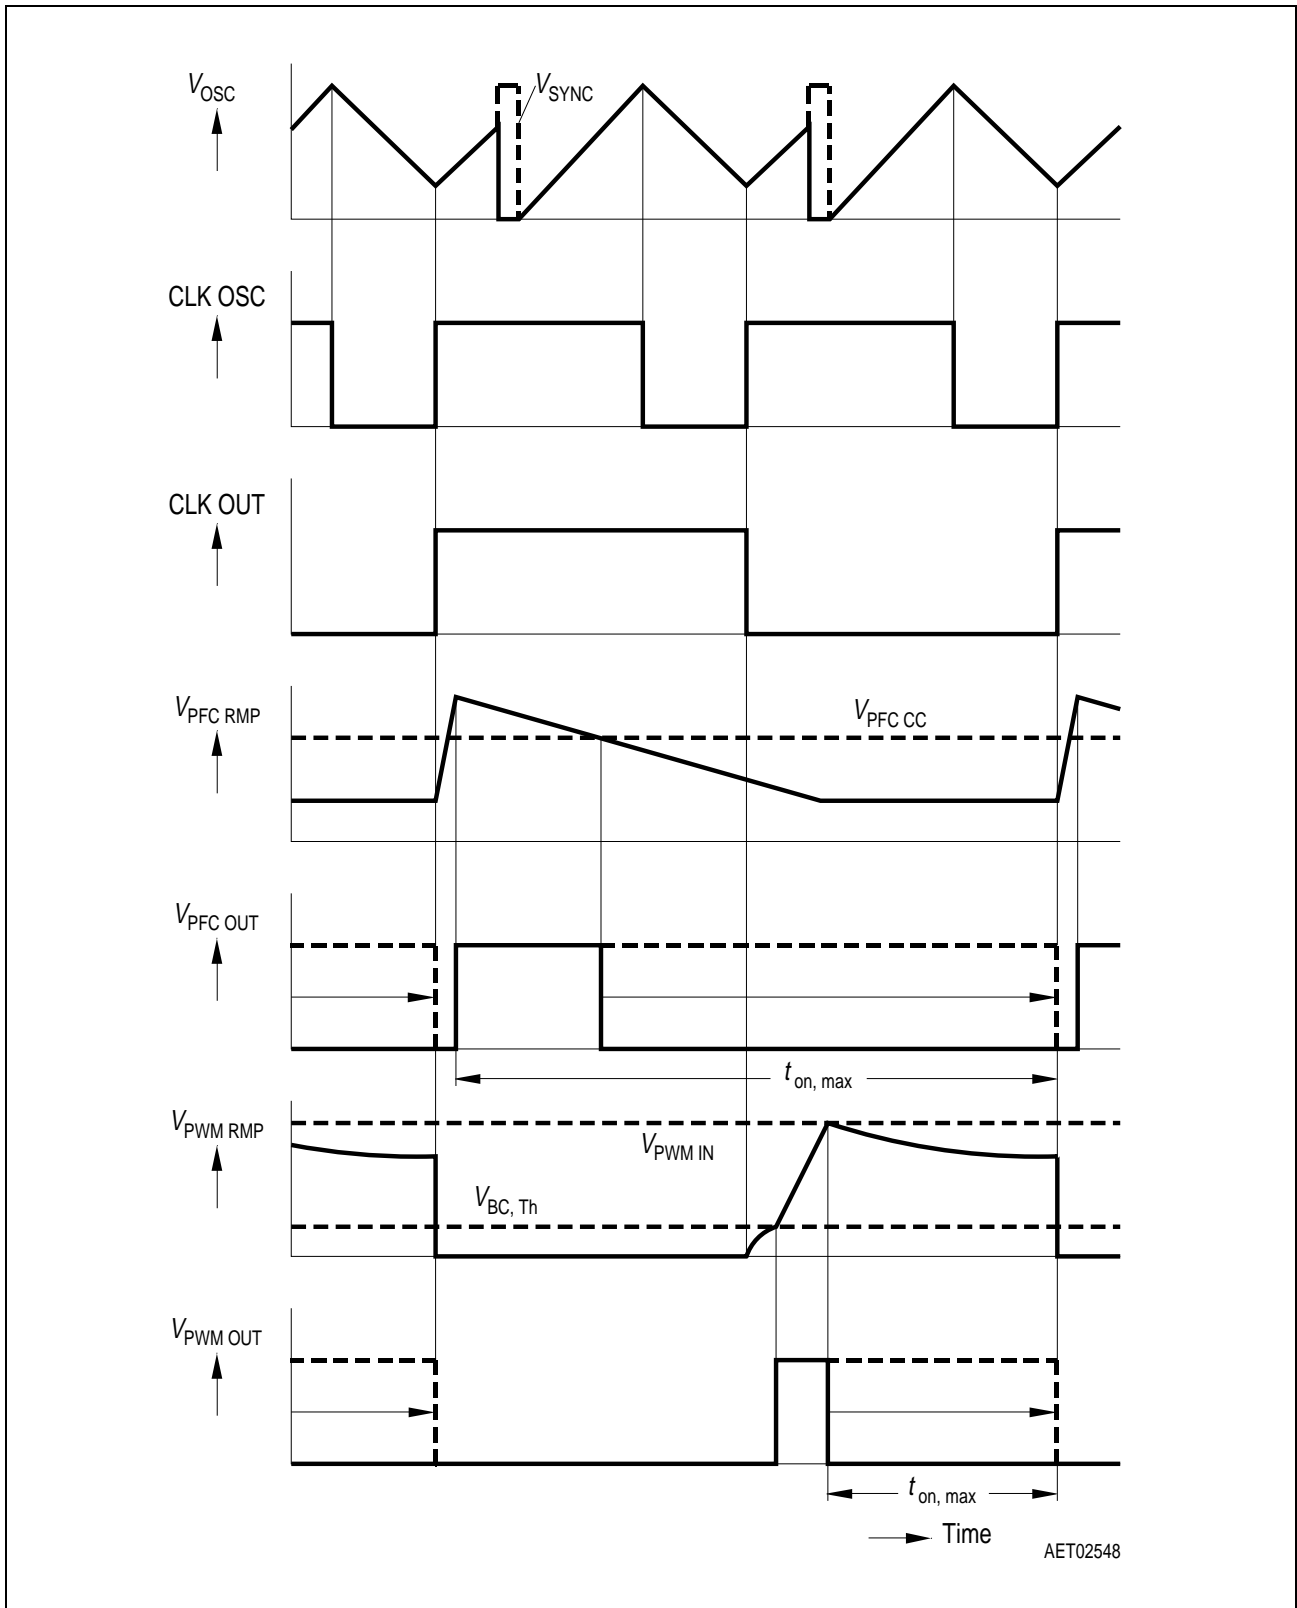 VOSC
VSYNC
CLK OSC
CLK OUT
VPFC RMP
VPFC CC
VPFC OUT
ton, max
VPWM RMP
VPWM IN
VBC, Th
VPWM OUT
ton, max
Time
AET02548